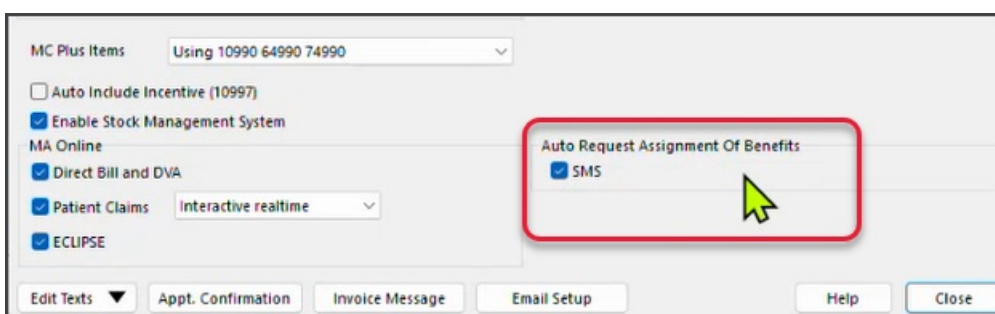 MC Plus Items Using 10990 64990 74990
Auto Include Incentive (10997)
Enable Stock Management System
MA Online
Direct Bill and DVA
Patient Claims Interactive realtime
ECLIPSE
Auto Request Assignment Of Benefits
SMS
Edit Texts Appt. Confirmation Invoice Message Email Setup Help Close